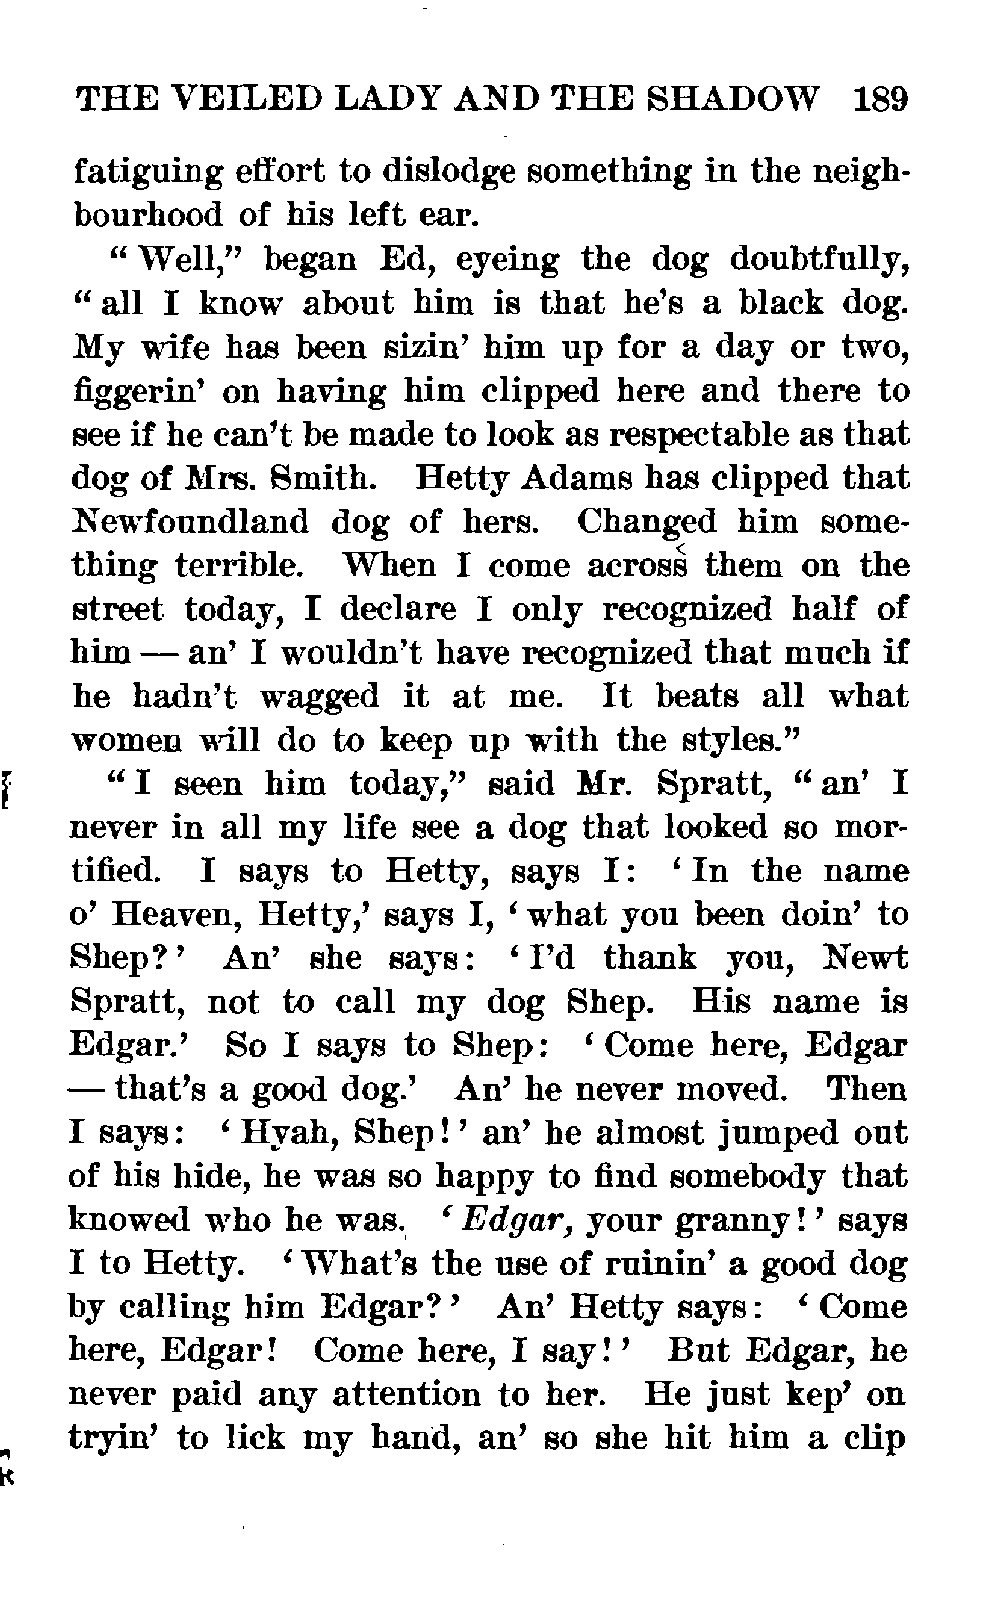 THE VEILED LADY AND THE SHADOW 189
fatiguing effort to dislodge something in the neigh-
bourhood of his left ear.
“Well,” began Ed, eyeing the dog doubtfully,
“all I know about him is that he’s a black dog.
My wife has been sizin’ him up for a day or two,
figgerin’ on having him clipped here and there to
see if he can’t be made to look as respectable as that
dog of Mrs. Smith. Hetty Adams has clipped that
Newfoundland dog of hers. Changed him some-
thing terrible. When I come across them on the
street today, I declare I only recognized half of
him — an’ I wouldn’t have recognized that much if
he hadn’t wagged it at me. It beats all what
women will do to keep up with the styles.”
“I seen him today,” said Mr. Spratt, “an’ I
never in all my life see a dog that looked so mor-
tified. I says to Hetty, says I: ‘In the name
o’ Heaven, Hetty,’ says I, ‘what you been doin’ to
Shep?’ An’ she says: ‘I’d thank you, Newt
Spratt, not to call my dog Shep. His name is
Edgar.’ So I says to Shep: ‘Come here, Edgar
— that’s a good dog.’ An’ he never moved. Then
I says: ‘Hyah, Shep!’ an’ he almost jumped out
of his hide, he was so happy to find somebody that
knowed who he was. ‘Edgar, your granny!’ says
I to Hetty. ‘What’s the use of ruinin’ a good dog
by calling him Edgar?’ An’ Hetty says: ‘Come
here, Edgar! Come here, I say!’ But Edgar, he
never paid any attention to her. He just kep’ on
tryin’ to lick my hand, an’ so she hit him a clip